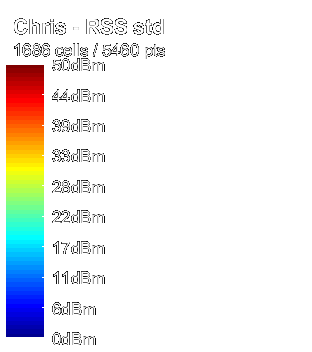 Chris - RSS std
1686 cells / 5460 pts
50dBm
44dBm
39dBm
33dBm
28dBm
22dBm
17dBm
11dBm
6dBm
0dBm